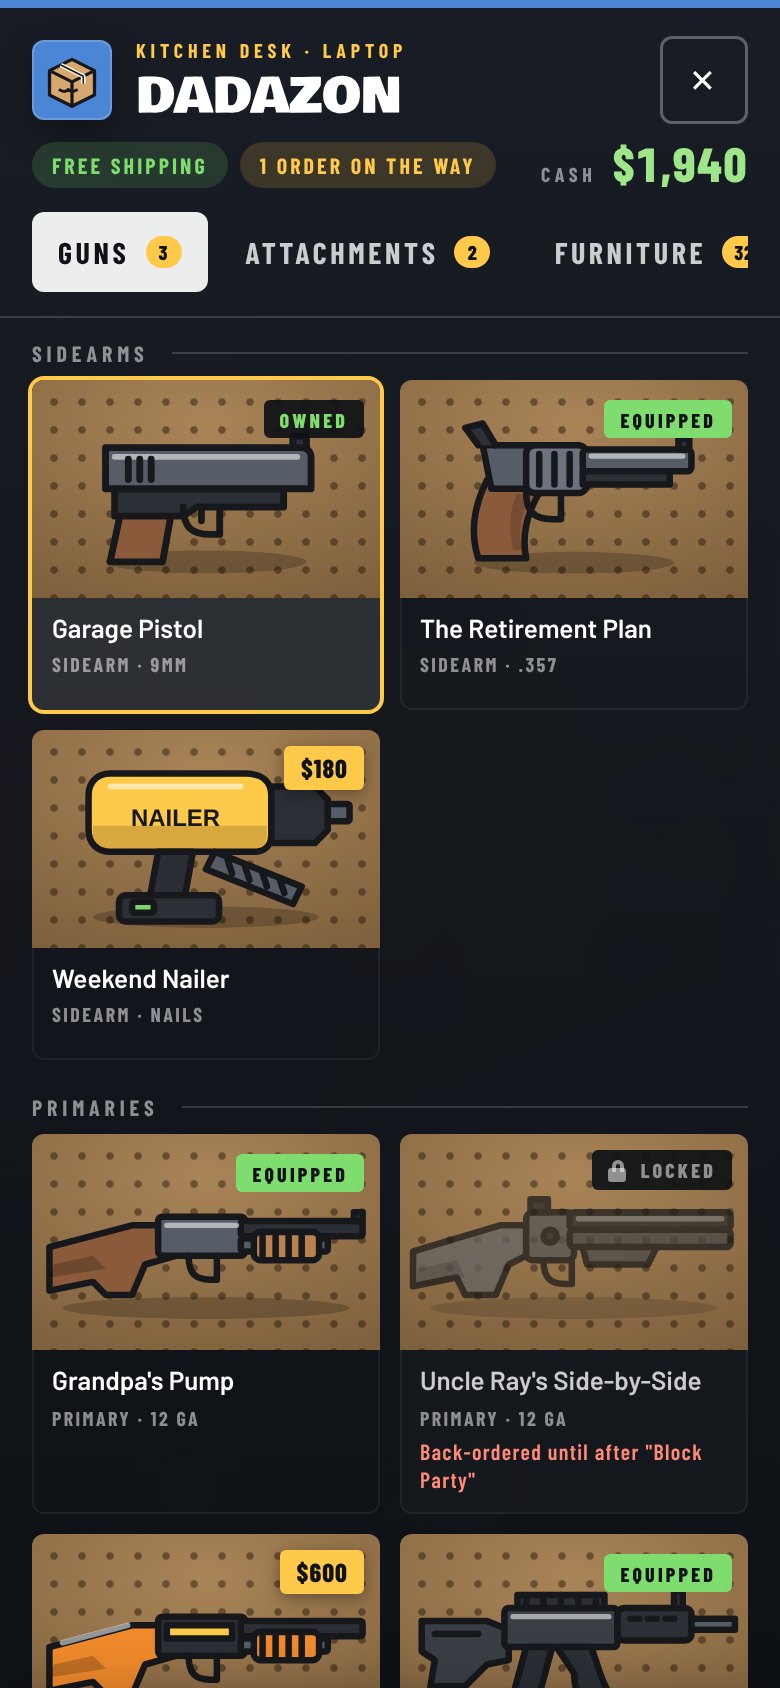 KITCHEN DESK · LAPTOP
DADAZON
×
FREE SHIPPING
1 ORDER ON THE WAY
CASH $1,940
GUNS 3
ATTACHMENTS 2
FURNITURE 32
SIDEARMS
OWNED
Garage Pistol
SIDEARM · 9MM
EQUIPPED
The Retirement Plan
SIDEARM · .357
$180
NAILER
Weekend Nailer
SIDEARM · NAILS
PRIMARIES
EQUIPPED
Grandpa's Pump
PRIMARY · 12 GA
LOCKED
Uncle Ray's Side-by-Side
PRIMARY · 12 GA
Back-ordered until after "Block
Party"
$600
EQUIPPED